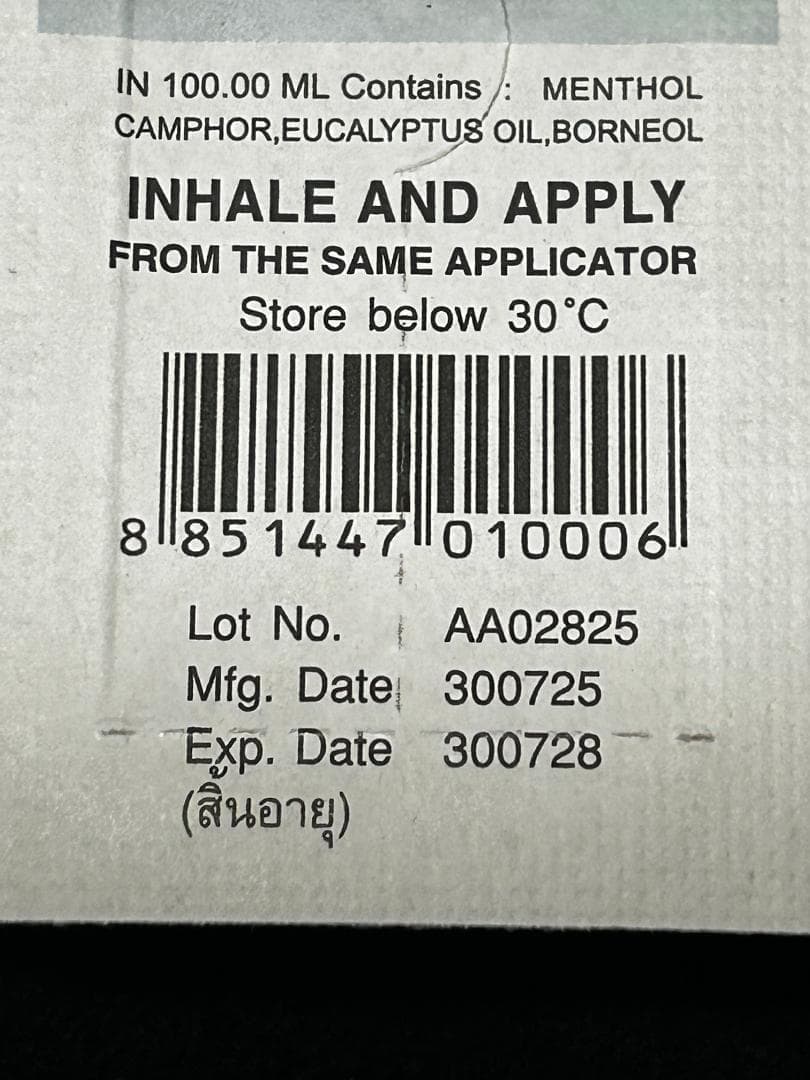 IN 100.00 ML Contains : MENTHOL
CAMPHOR,EUCALYPTUS OIL,BORNEOL
INHALE AND APPLY
FROM THE SAME APPLICATOR
Store below 30°C
8 851447 010006
Lot No. AA02825
Mfg. Date 300725
Exp. Date 300728
(สิ้นอายุ)